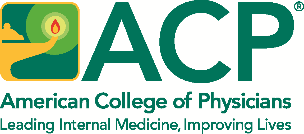 ACP®
American College of Physicians
Leading Internal Medicine, Improving Lives